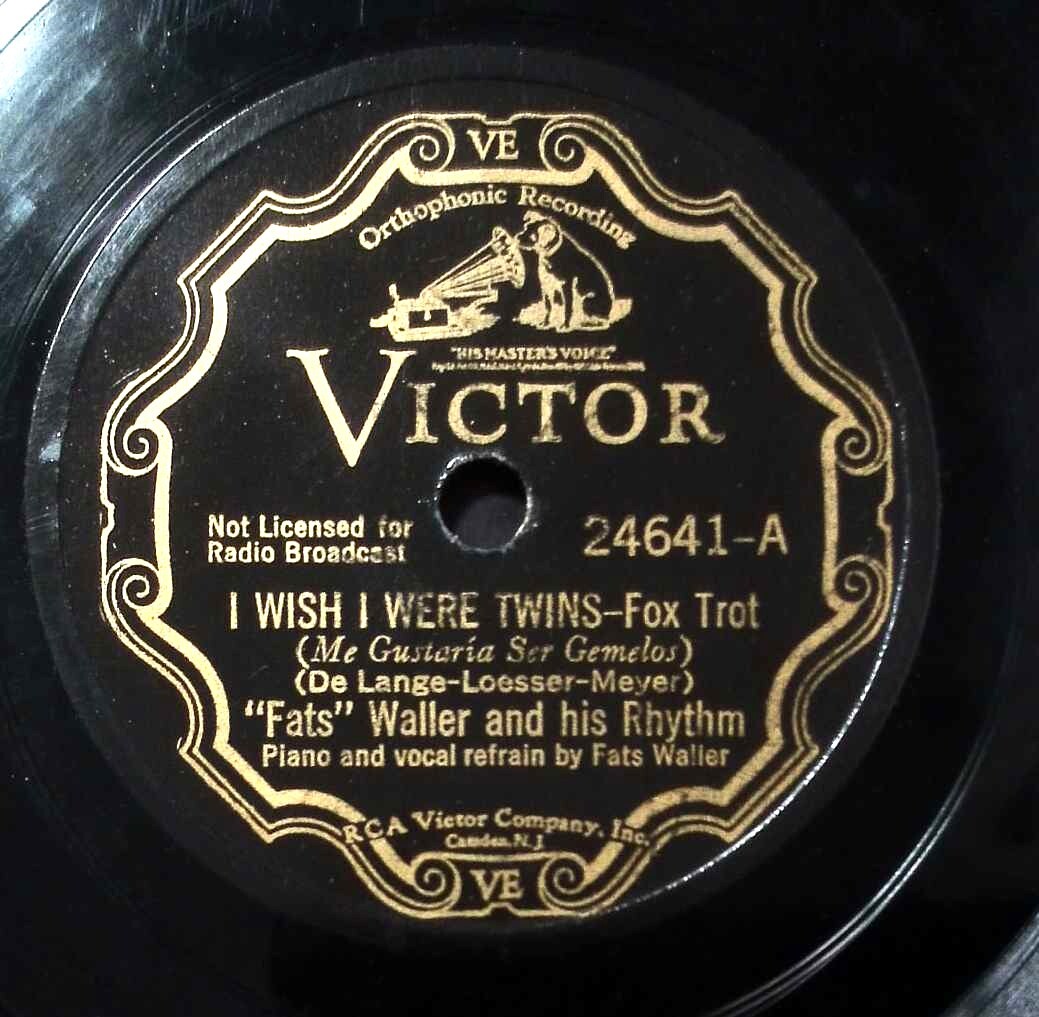 VE
Orthophonic Recording
"HIS MASTER'S VOICE"
VICTOR
Not Licensed for
Radio Broadcast
24641-A
I WISH I WERE TWINS-Fox Trot
(Me Gustaría Ser Gemelos)
(De Lange-Loesser-Meyer)
"Fats" Waller and his Rhythm
Piano and vocal refrain by Fats Waller
RCA Victor Company, Inc.
Camden, N.J.
VE